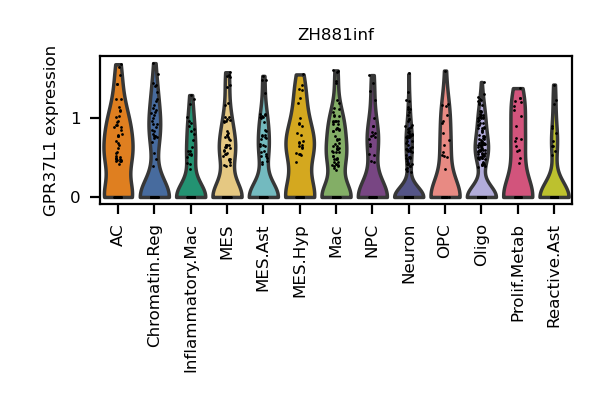 ZH881inf
GPR37L1 expression
1
0
AC
Chromatin.Reg
Inflammatory.Mac
MES
MES.Ast
MES.Hyp
Mac
NPC
Neuron
OPC
Oligo
Prolif.Metab
Reactive.Ast